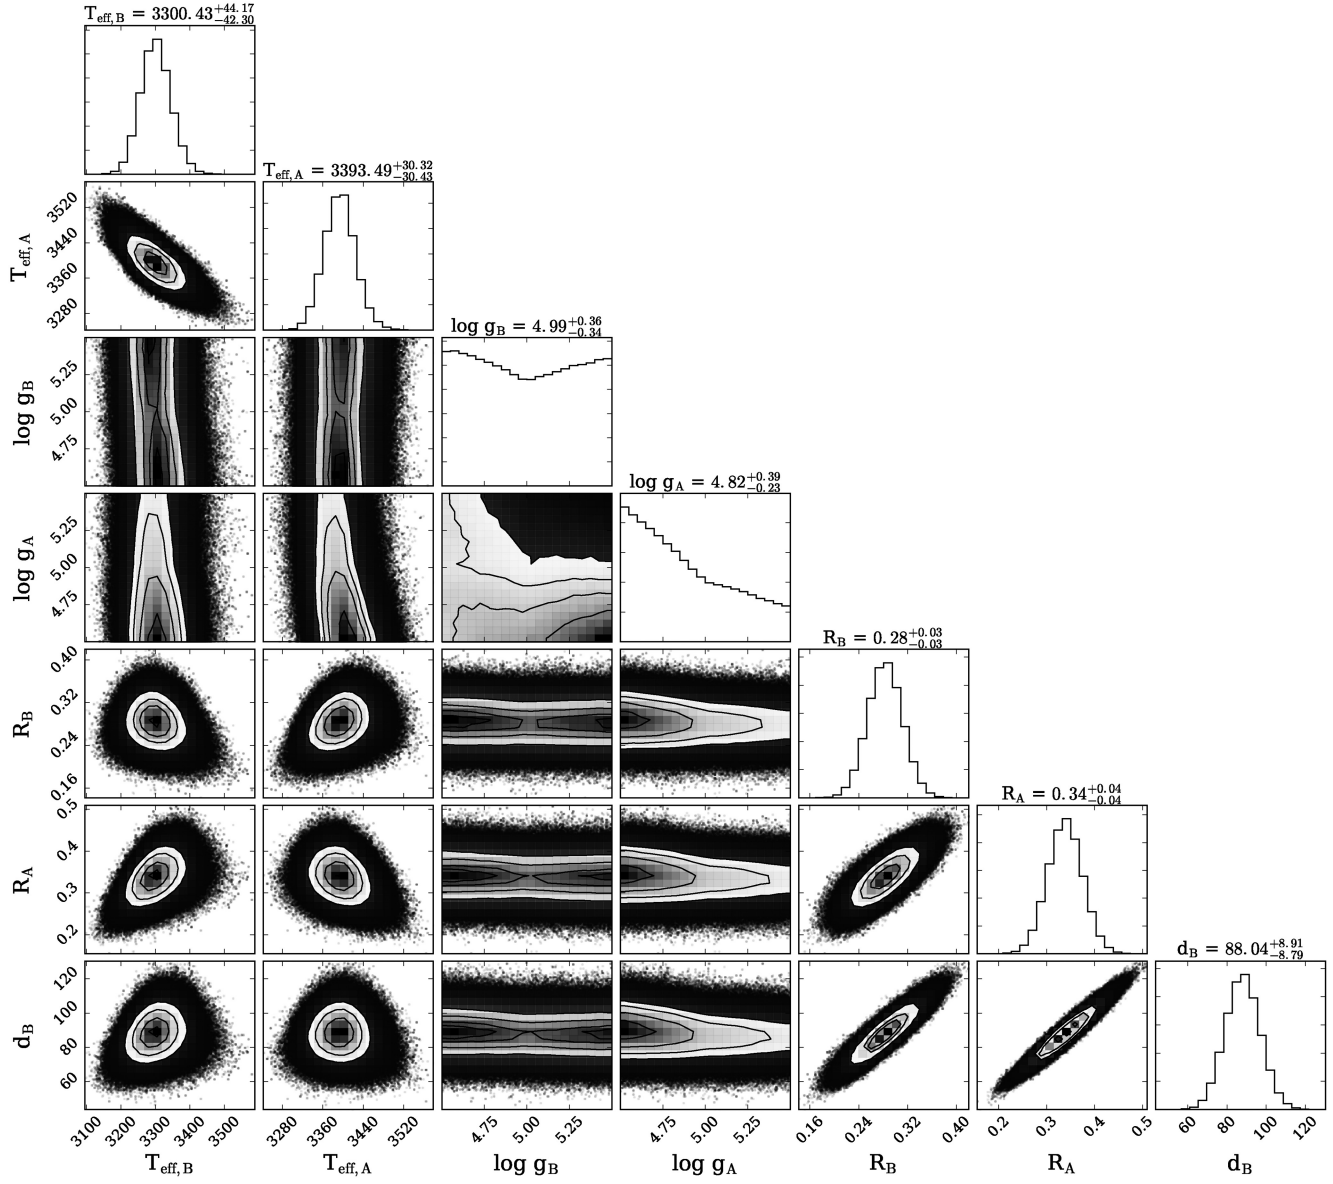 T_eff,B = 3300.43 +44.17 −42.30
T_eff,A = 3393.49 +30.32 −30.43
3520
3440
3360
3280
T_eff,A
log g_B = 4.99 +0.36 −0.34
5.25
5.00
4.75
log g_B
log g_A = 4.82 +0.39 −0.23
5.25
5.00
4.75
log g_A
R_B = 0.28 +0.03 −0.03
0.40
0.32
0.24
0.16
R_B
R_A = 0.34 +0.04 −0.04
0.5
0.4
0.3
0.2
R_A
d_B = 88.04 +8.91 −8.79
120
100
80
60
d_B
3100 3200 3300 3400 3500 3280 3360 3440 3520 4.75 5.00 5.25 4.75 5.00 5.25 0.16 0.24 0.32 0.40 0.2 0.3 0.4 0.5 60 80 100 120
T_eff,B T_eff,A log g_B log g_A R_B R_A d_B